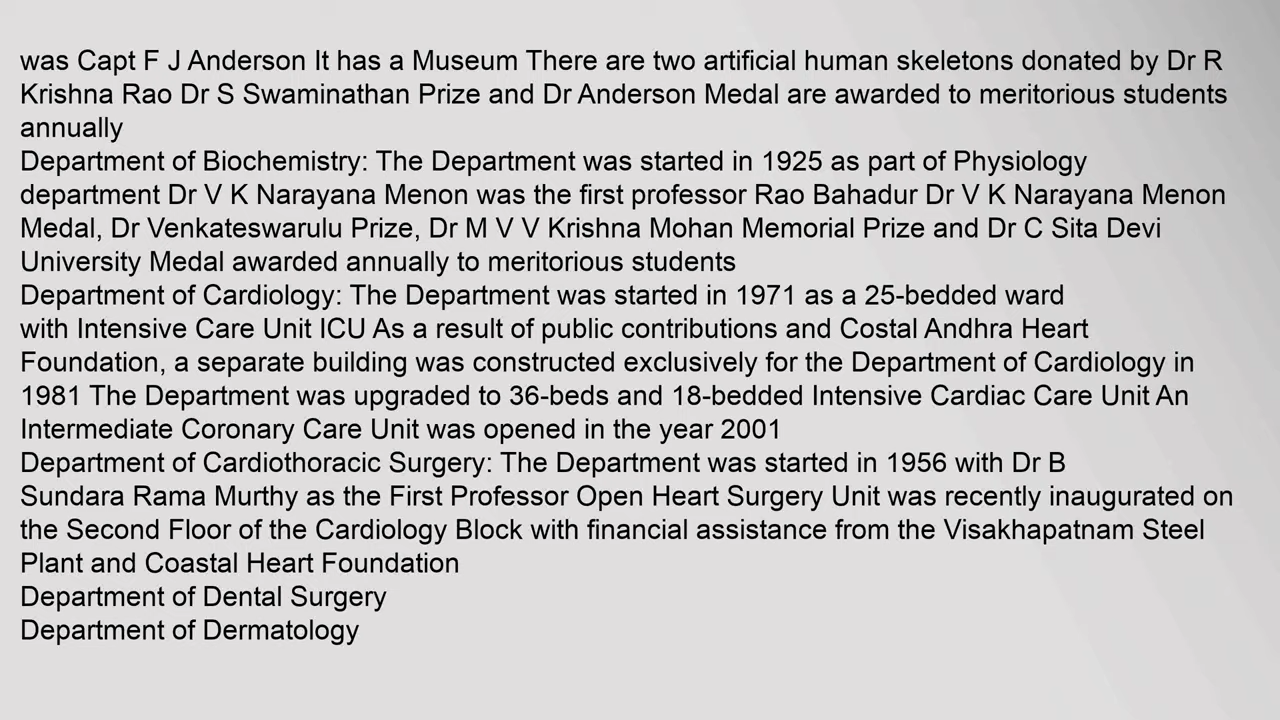 was Capt F J Anderson It has a Museum There are two artificial human skeletons donated by Dr R
Krishna Rao Dr S Swaminathan Prize and Dr Anderson Medal are awarded to meritorious students
annually
Department of Biochemistry: The Department was started in 1925 as part of Physiology
department Dr V K Narayana Menon was the first professor Rao Bahadur Dr V K Narayana Menon
Medal, Dr Venkateswarulu Prize, Dr M V V Krishna Mohan Memorial Prize and Dr C Sita Devi
University Medal awarded annually to meritorious students
Department of Cardiology: The Department was started in 1971 as a 25-bedded ward
with Intensive Care Unit ICU As a result of public contributions and Costal Andhra Heart
Foundation, a separate building was constructed exclusively for the Department of Cardiology in
1981 The Department was upgraded to 36-beds and 18-bedded Intensive Cardiac Care Unit An
Intermediate Coronary Care Unit was opened in the year 2001
Department of Cardiothoracic Surgery: The Department was started in 1956 with Dr B
Sundara Rama Murthy as the First Professor Open Heart Surgery Unit was recently inaugurated on
the Second Floor of the Cardiology Block with financial assistance from the Visakhapatnam Steel
Plant and Coastal Heart Foundation
Department of Dental Surgery
Department of Dermatology